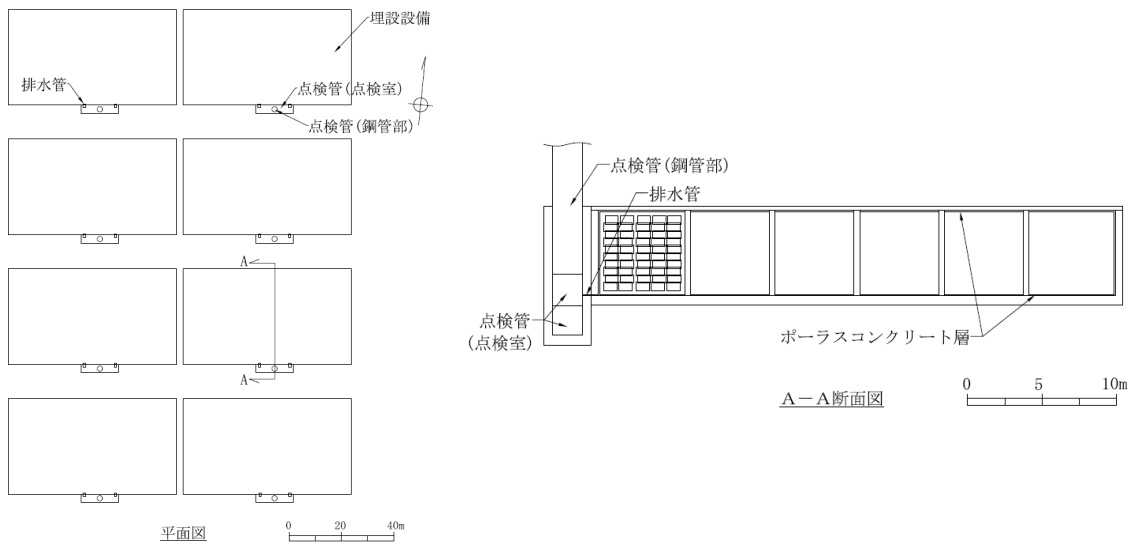 埋設設備
排水管
点検管(点検室)
点検管(鋼管部)
A
A
平面図
0 20 40m
点検管(鋼管部)
排水管
点検管
(点検室)
ポーラスコンクリート層
A-A断面図
0 5 10m